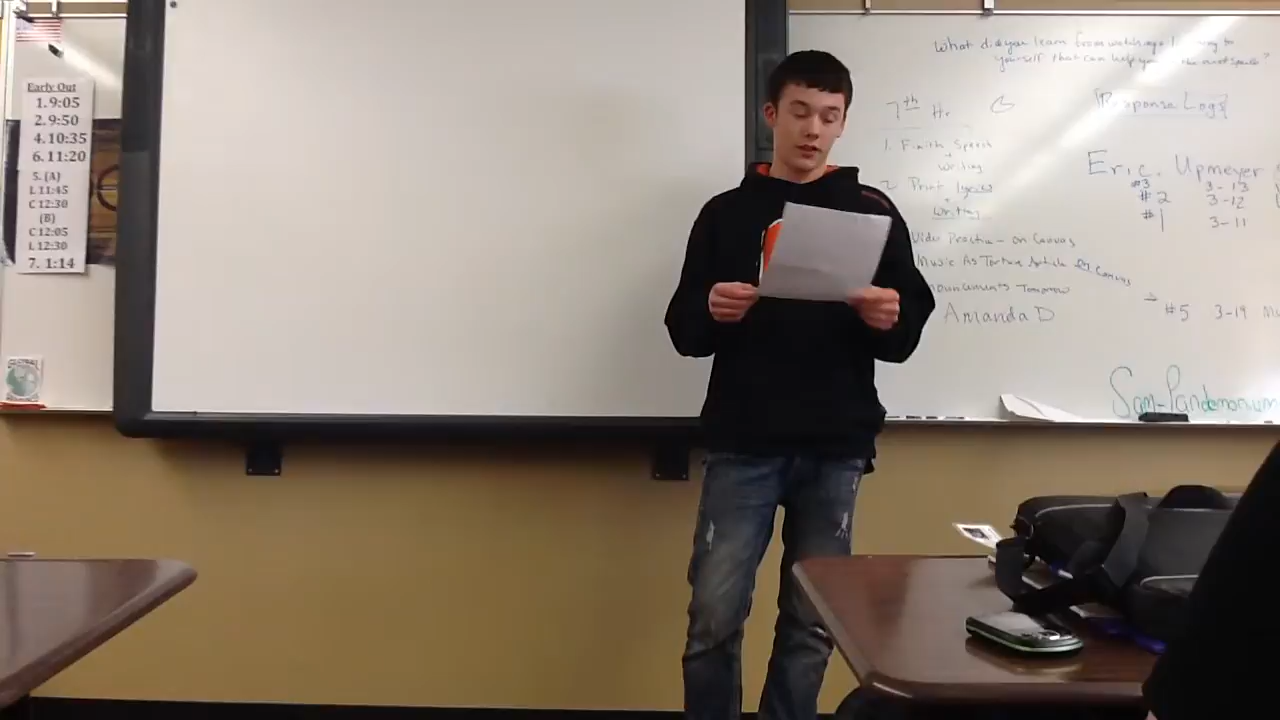 Early Out
1. 9:05
2. 9:50
4. 10:35
6. 11:20
5. (A)
L 11:45
C 12:30
(B)
C 12:05
L 12:30
7. 1:14
What did you learn from watching
yourself that can help you the next speech?
7th Hr
Response Logs
1. Finish Speech
Writing
2. Print lyrics
Writing
Video Practice - on Canvas
Music As Torture Article on Canvas
Tomorrow
Amanda D
Eric. Upmeyer
#3 3-13
#2 3-12
#1 3-11
#5 3-19
Sam-Pandemonium